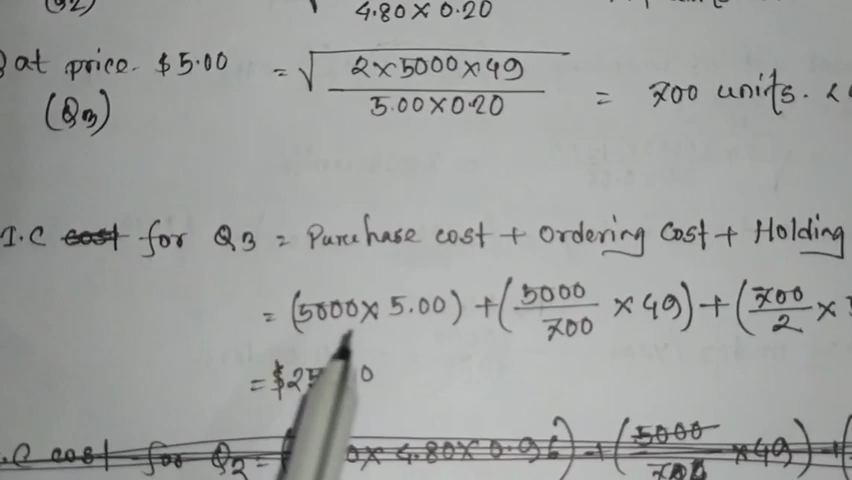 4.80 × 0.20
at price - $5.00 = √ 2×5000×49 / 5.00×0.20 = 700 units. <
(Q3)
T.C cost for Q3 = Purchase cost + Ordering Cost + Holding
= (5000× 5.00) + (5000/700 × 49) + (700/2 ×
= $25
.C cost for Q2 = ( 0× 4.80× 0.96) + (5000/700 ×49) + (